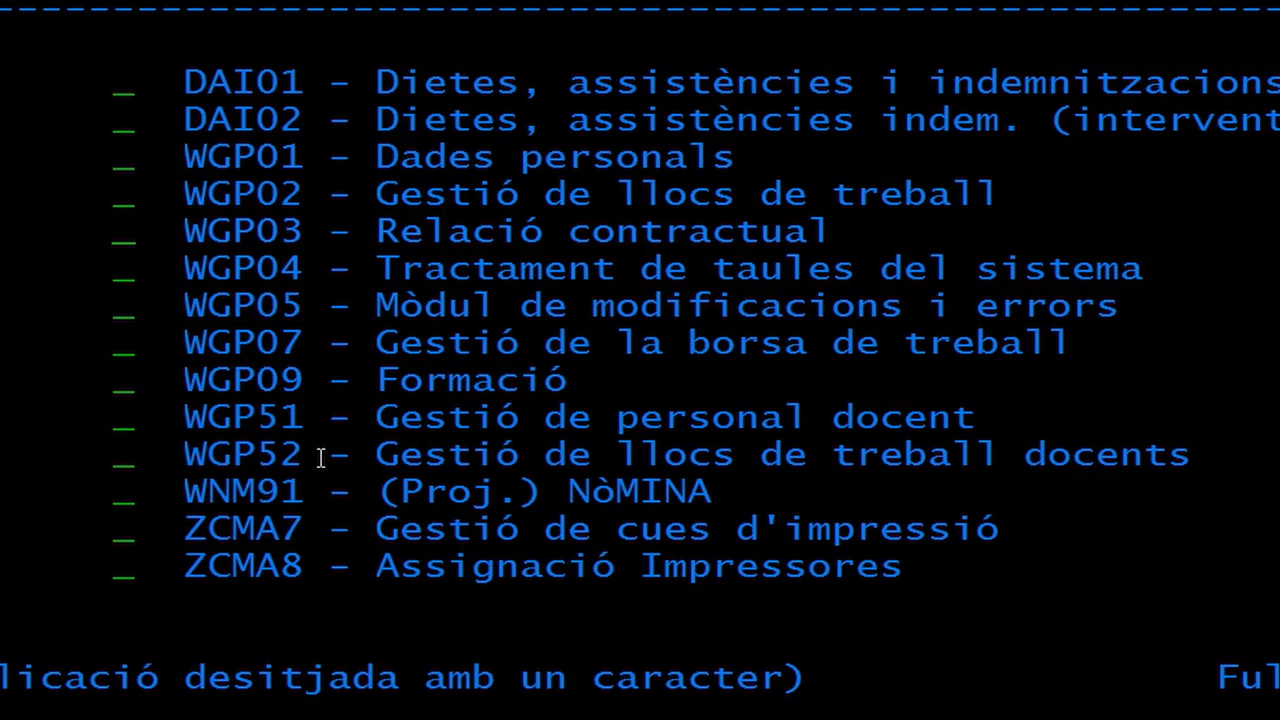 _ DAI01 - Dietes, assistències i indemnitzacions
_ DAI02 - Dietes, assistències indem. (intervent
_ WGP01 - Dades personals
_ WGP02 - Gestió de llocs de treball
_ WGP03 - Relació contractual
_ WGP04 - Tractament de taules del sistema
_ WGP05 - Mòdul de modificacions i errors
_ WGP07 - Gestió de la borsa de treball
_ WGP09 - Formació
_ WGP51 - Gestió de personal docent
_ WGP52 - Gestió de llocs de treball docents
_ WNM91 - (Proj.) NòMINA
_ ZCMA7 - Gestió de cues d'impressió
_ ZCMA8 - Assignació Impressores
licació desitjada amb un caracter) Ful